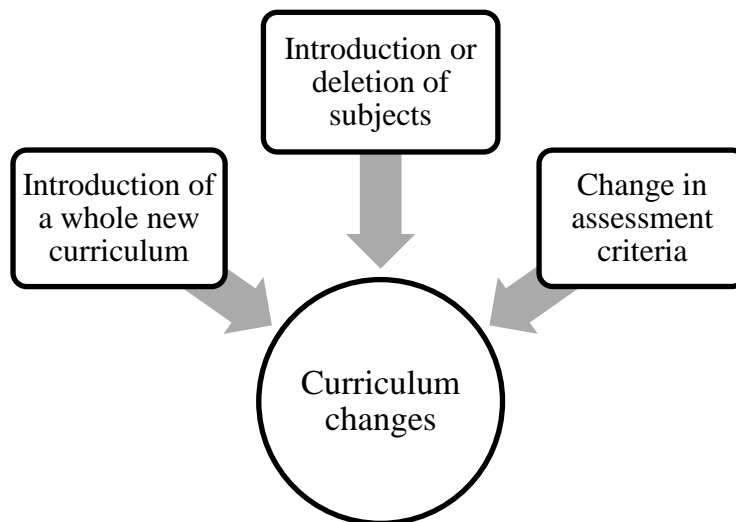 Introduction or
deletion of
subjects
Introduction of
a whole new
curriculum
Change in
assessment
criteria
Curriculum
changes